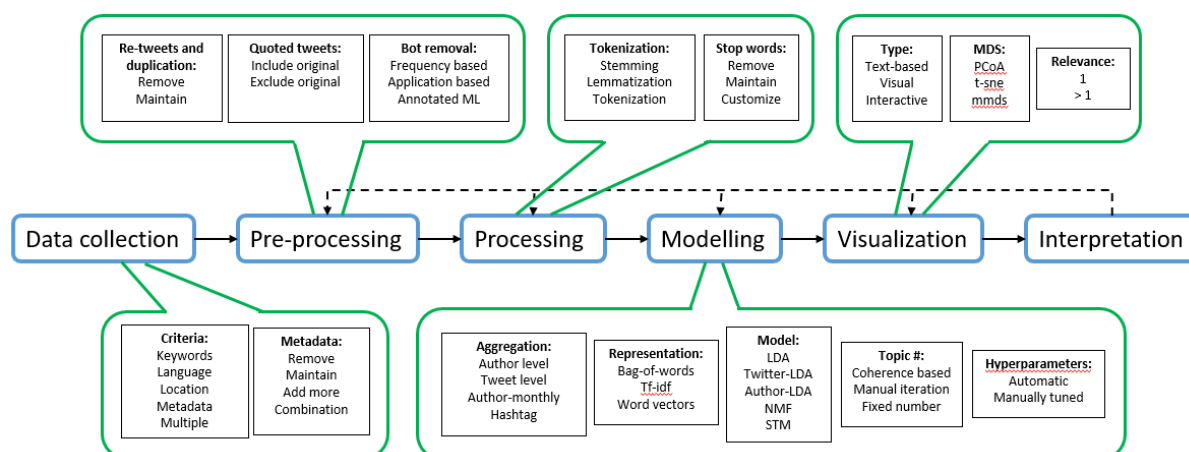 Re-tweets and
duplication:
Remove
Maintain
Quoted tweets:
Include original
Exclude original
Bot removal:
Frequency based
Application based
Annotated ML
Tokenization:
Stemming
Lemmatization
Tokenization
Stop words:
Remove
Maintain
Customize
Type:
Text-based
Visual
Interactive
MDS:
PCoA
t-sne
mmds
Relevance:
1
> 1
Data collection
Pre-processing
Processing
Modelling
Visualization
Interpretation
Criteria:
Keywords
Language
Location
Metadata
Multiple
Metadata:
Remove
Maintain
Add more
Combination
Aggregation:
Author level
Tweet level
Author-monthly
Hashtag
Representation:
Bag-of-words
Tf-idf
Word vectors
Model:
LDA
Twitter-LDA
Author-LDA
NMF
STM
Topic #:
Coherence based
Manual iteration
Fixed number
Hyperparameters:
Automatic
Manually tuned